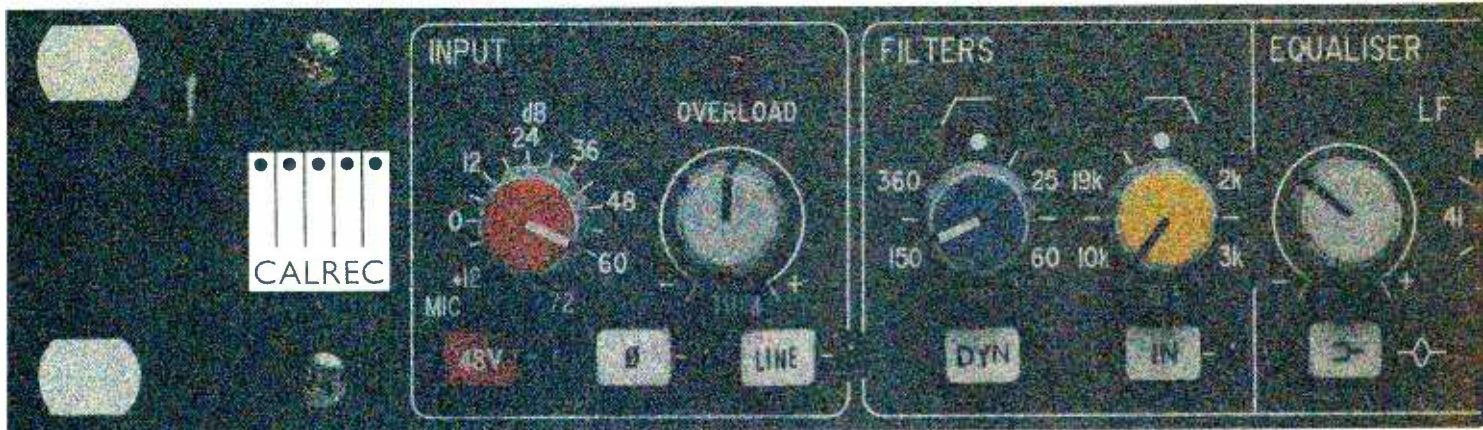 INPUT
FILTERS
EQUALISER
dB
OVERLOAD
LF
24
12
36
0
48
60
+12
72
MIC
- +
360
25
150
60
19k
2k
10k
3k
- +
CALREC
48V
Ø
LINE
DYN
IN